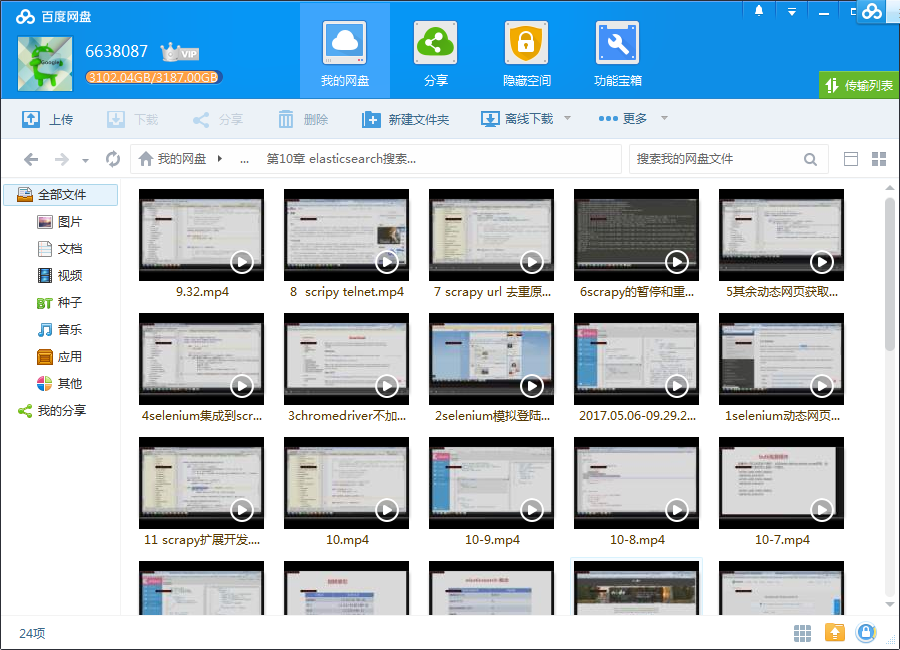 百度网盘
6638087 VIP
3102.04GB/3187.00GB
我的网盘 分享 隐藏空间 功能宝箱
传输列表
上传 下载 分享 删除 新建文件夹 离线下载 更多
我的网盘 ... 第10章 elasticsearch搜索... 搜索我的网盘文件
全部文件
图片
文档
视频
BT 种子
音乐
应用
其他
我的分享
9.32.mp4 8 scripy telnet.mp4 7 scrapy url 去重原... 6scrapy的暂停和重... 5其余动态网页获取...
4selenium集成到scr... 3chromedriver不加... 2selenium模拟登陆... 2017.05.06-09.29.2... 1selenium动态网页...
11 scrapy扩展开发.... 10.mp4 10-9.mp4 10-8.mp4 10-7.mp4
24项